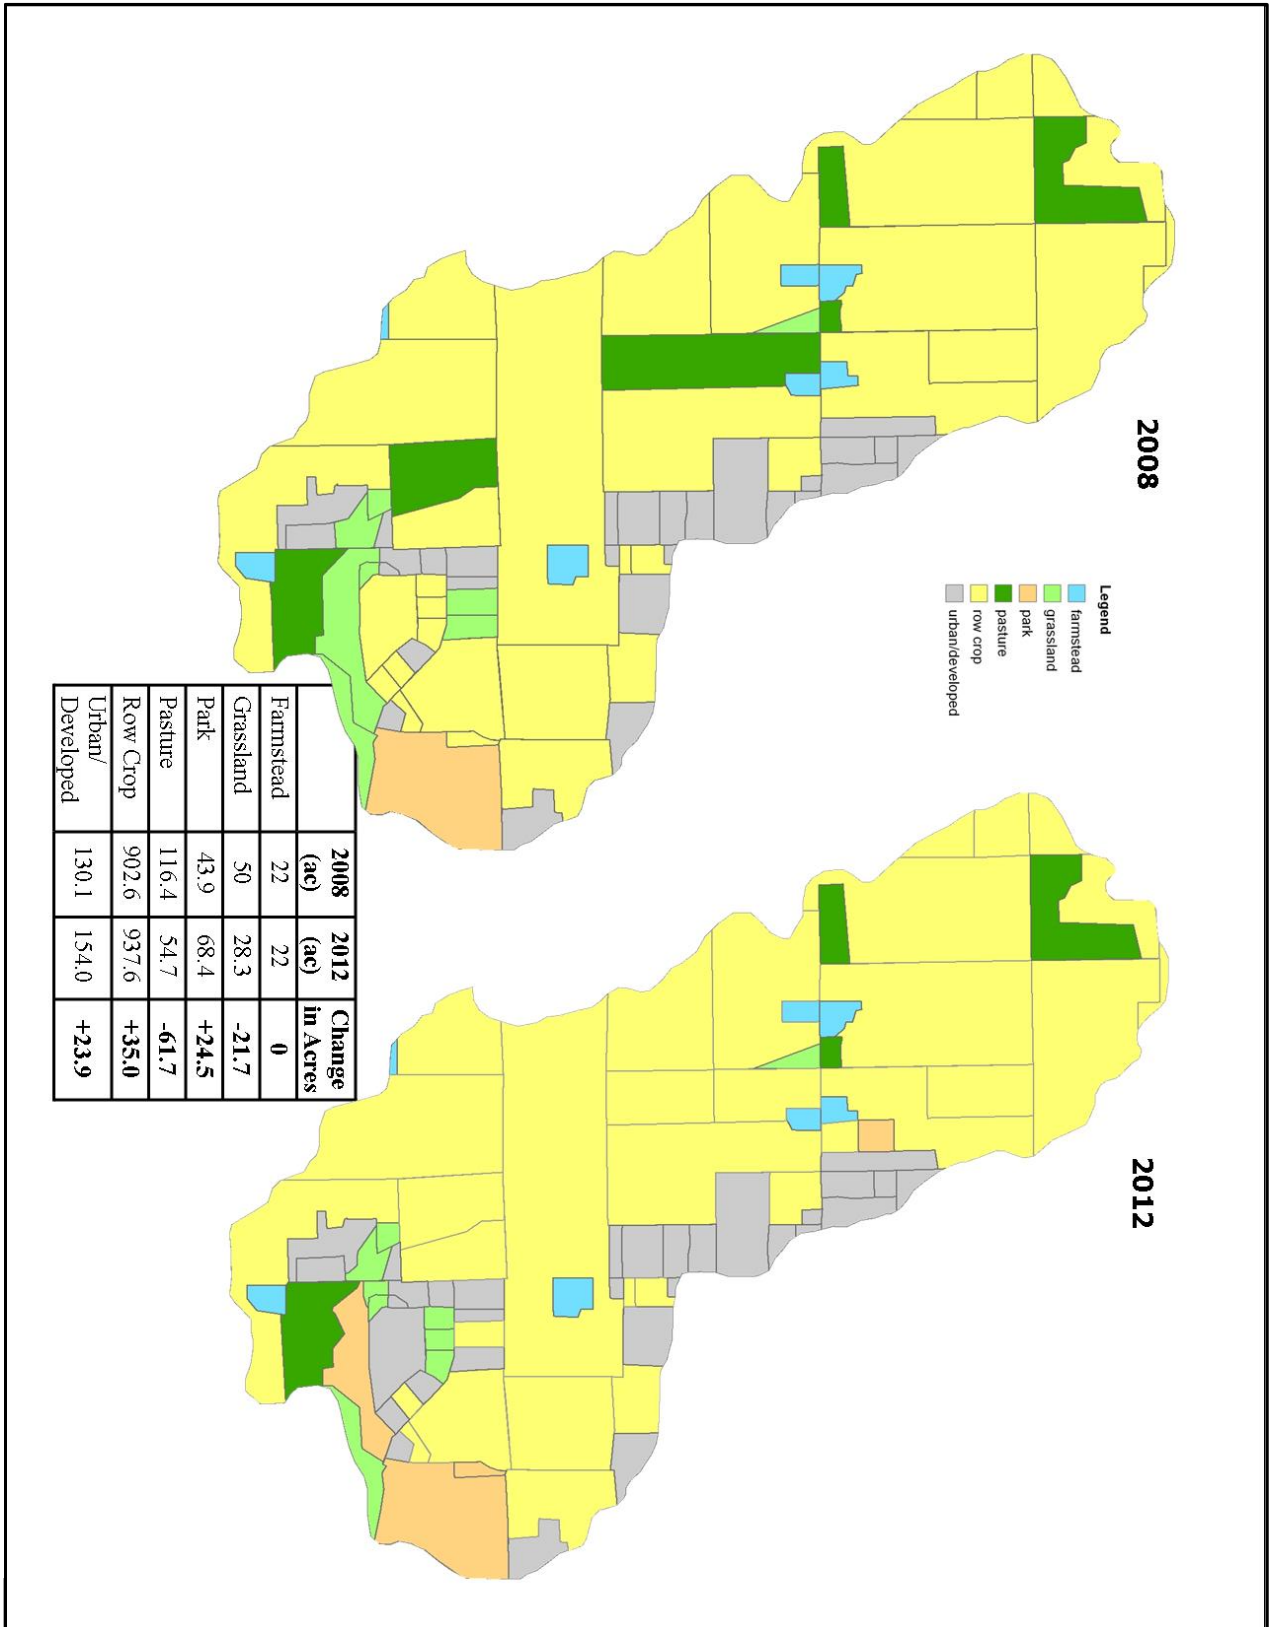 2008
2012
Legend
farmstead
grassland
park
pasture
row crop
urban/developed
2008 (ac) 2012 (ac) Change in Acres
Farmstead 22 22 0
Grassland 50 28.3 -21.7
Park 43.9 68.4 +24.5
Pasture 116.4 54.7 -61.7
Row Crop 902.6 937.6 +35.0
Urban/ Developed 130.1 154.0 +23.9